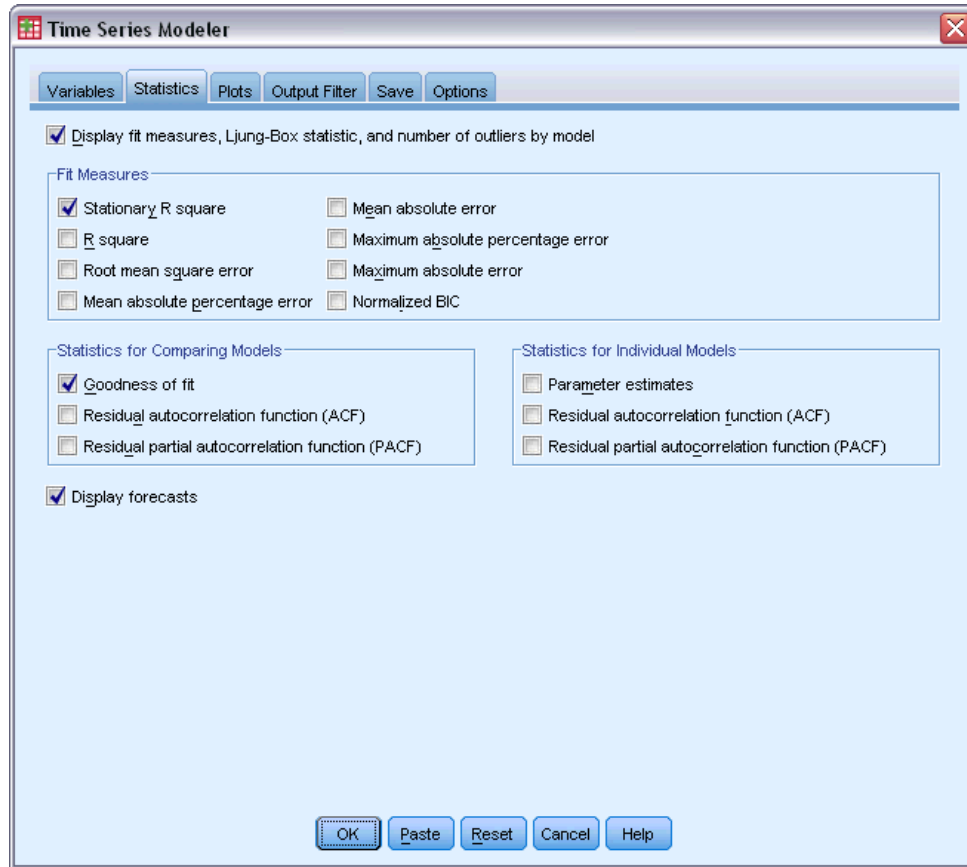 Time Series Modeler
Variables Statistics Plots Output Filter Save Options
Display fit measures, Ljung-Box statistic, and number of outliers by model
Fit Measures
Stationary R square
Mean absolute error
R square
Maximum absolute percentage error
Root mean square error
Maximum absolute error
Mean absolute percentage error
Normalized BIC
Statistics for Comparing Models
Goodness of fit
Residual autocorrelation function (ACF)
Residual partial autocorrelation function (PACF)
Statistics for Individual Models
Parameter estimates
Residual autocorrelation function (ACF)
Residual partial autocorrelation function (PACF)
Display forecasts
OK Paste Reset Cancel Help